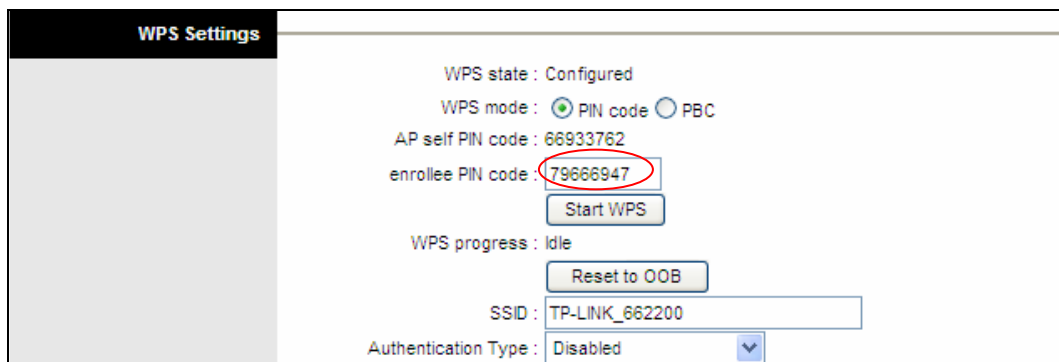 WPS Settings
WPS state : Configured
WPS mode : PIN code PBC
AP self PIN code : 66933762
enrollee PIN code : 79666947
Start WPS
WPS progress : Idle
Reset to OOB
SSID : TP-LINK_662200
Authentication Type : Disabled